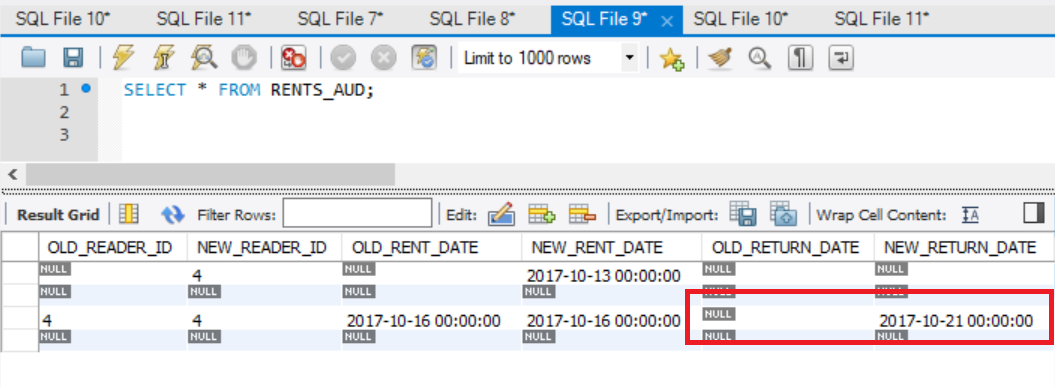 SQL File 10* SQL File 11* SQL File 7* SQL File 8* SQL File 9* × SQL File 10* SQL File 11*
Limit to 1000 rows
1 SELECT * FROM RENTS_AUD;
2
3
Result Grid Filter Rows: Edit: Export/Import: Wrap Cell Content: IA
OLD_READER_ID NEW_READER_ID OLD_RENT_DATE NEW_RENT_DATE OLD_RETURN_DATE NEW_RETURN_DATE
NULL 4 NULL 2017-10-13 00:00:00 NULL NULL
NULL NULL NULL NULL NULL NULL
4 4 2017-10-16 00:00:00 2017-10-16 00:00:00 NULL 2017-10-21 00:00:00
NULL NULL NULL NULL NULL NULL